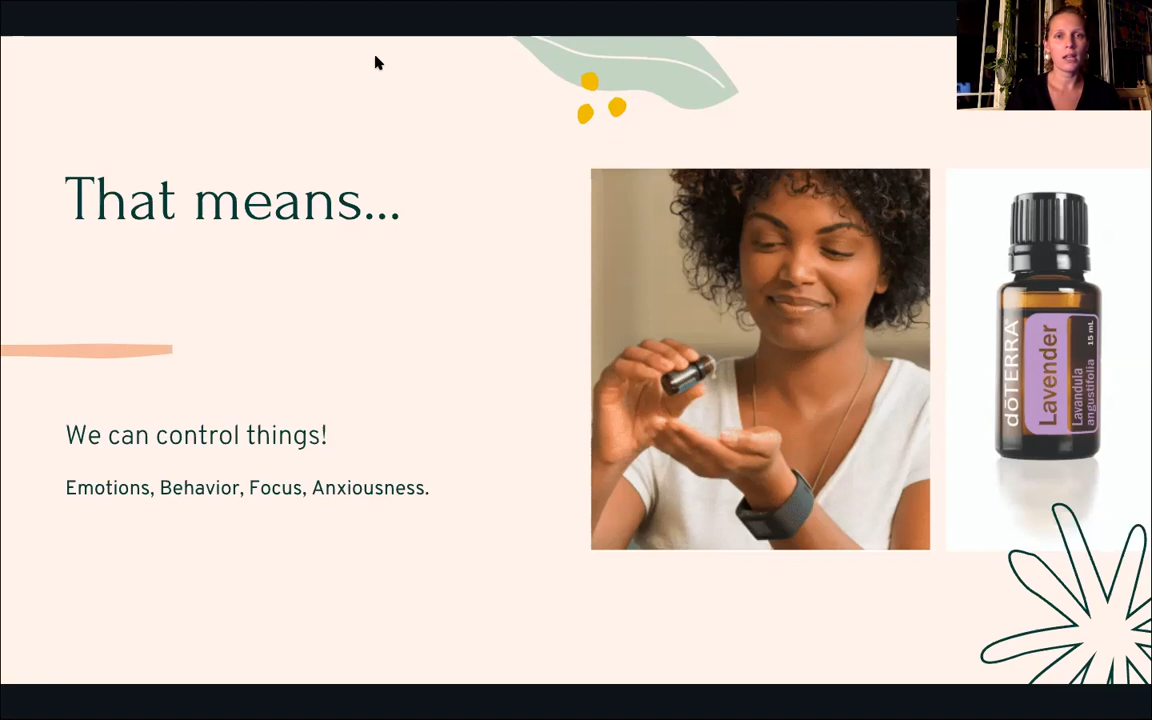 That means...
We can control things!
Emotions, Behavior, Focus, Anxiousness.
dōTERRA
Lavender
Lavandula
angustifolia
15 mL